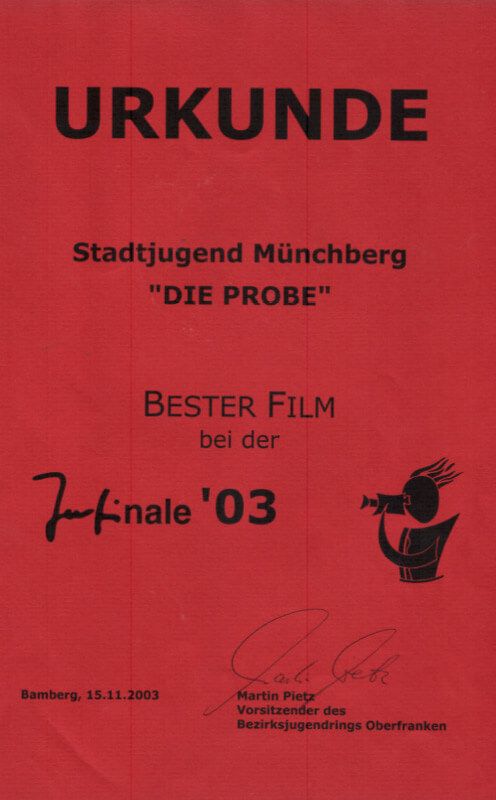 URKUNDE
Stadtjugend Münchberg
"DIE PROBE"
BESTER FILM
bei der
JuFinale '03
Bamberg, 15.11.2003
Martin Pietz
Vorsitzender des
Bezirksjugendrings Oberfranken